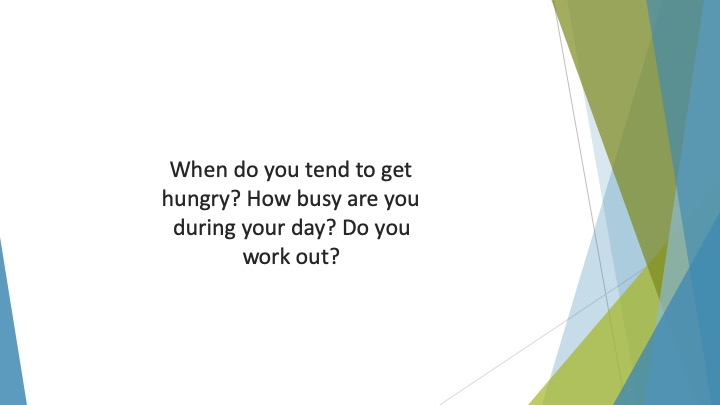 When do you tend to get
hungry? How busy are you
during your day? Do you
work out?